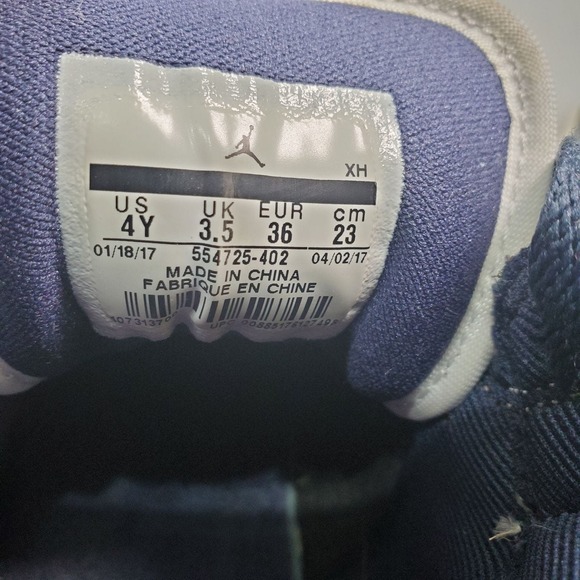 XH
US UK EUR cm
4Y 3.5 36 23
01/18/17 554725-402 04/02/17
MADE IN CHINA
FABRIQUE EN CHINE